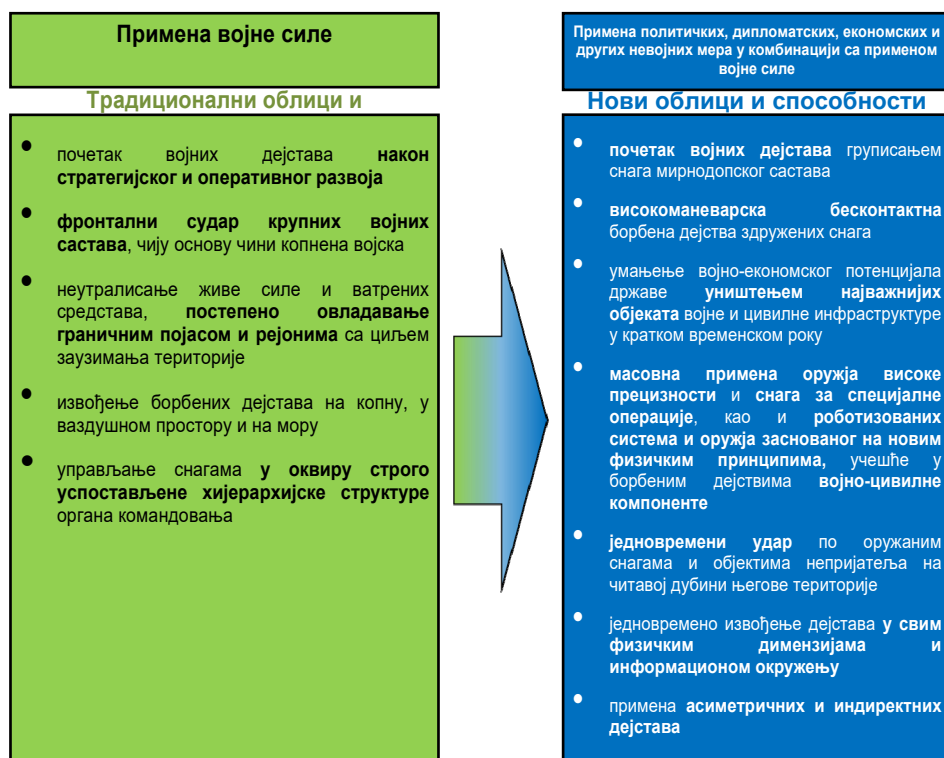 Примена војне силе
Традиционални облици и
• почетак војних дејстава након
стратегијског и оперативног развоја
• фронтални судар крупних војних
састава, чију основу чини копнена војска
• неутралисање живе силе и ватрених
средстава, постепено овладавање
граничним појасом и рејонима са циљем
заузимања територије
• извођење борбених дејстава на копну, у
ваздушном простору и на мору
• управљање снагама у оквиру строго
успостављене хијерархијске структуре
органа командовања
Примена политичких, дипломатских, економских и
других невојних мера у комбинацији са применом
војне силе
Нови облици и способности
• почетак војних дејстава груписањем
снага мирнодопског састава
• високоманеварска бесконтактна
борбена дејства здружених снага
• умањење војно-економског потенцијала
државе уништењем најважнијих
објеката војне и цивилне инфраструктуре
у кратком временском року
• масовна примена оружја високе
прецизности и снага за специјалне
операције, као и роботизованих
система и оружја заснованог на новим
физичким принципима, учешће у
борбеним дејствима војно-цивилне
компоненте
• једновремени удар по оружаним
снагама и објектима непријатеља на
читавој дубини његове територије
• једновремено извођење дејстава у свим
физичким димензијама и
информационом окружењу
• примена асиметричних и индиректних
дејстава